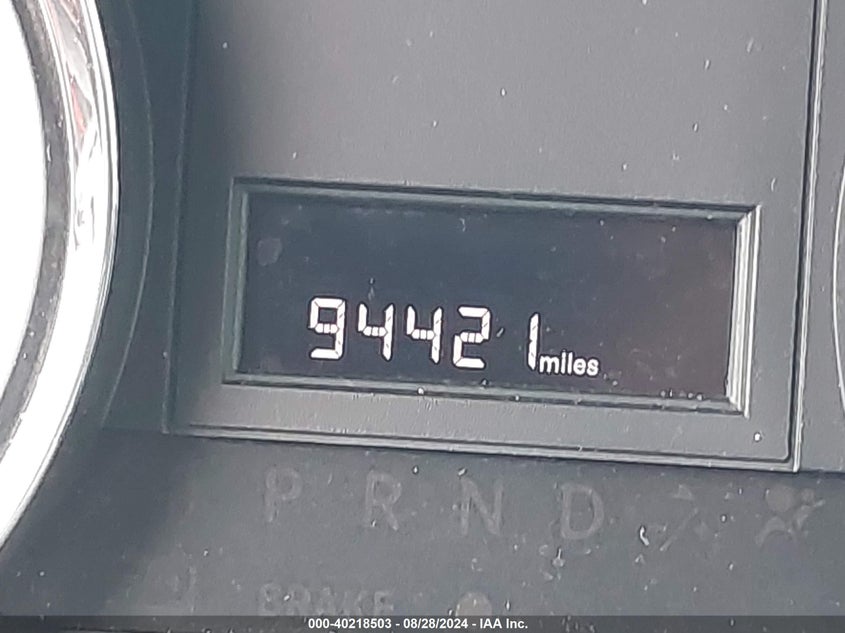 94421 miles
P R N D
BRAKE
000-40218503 - 08/28/2024 - IAA Inc.